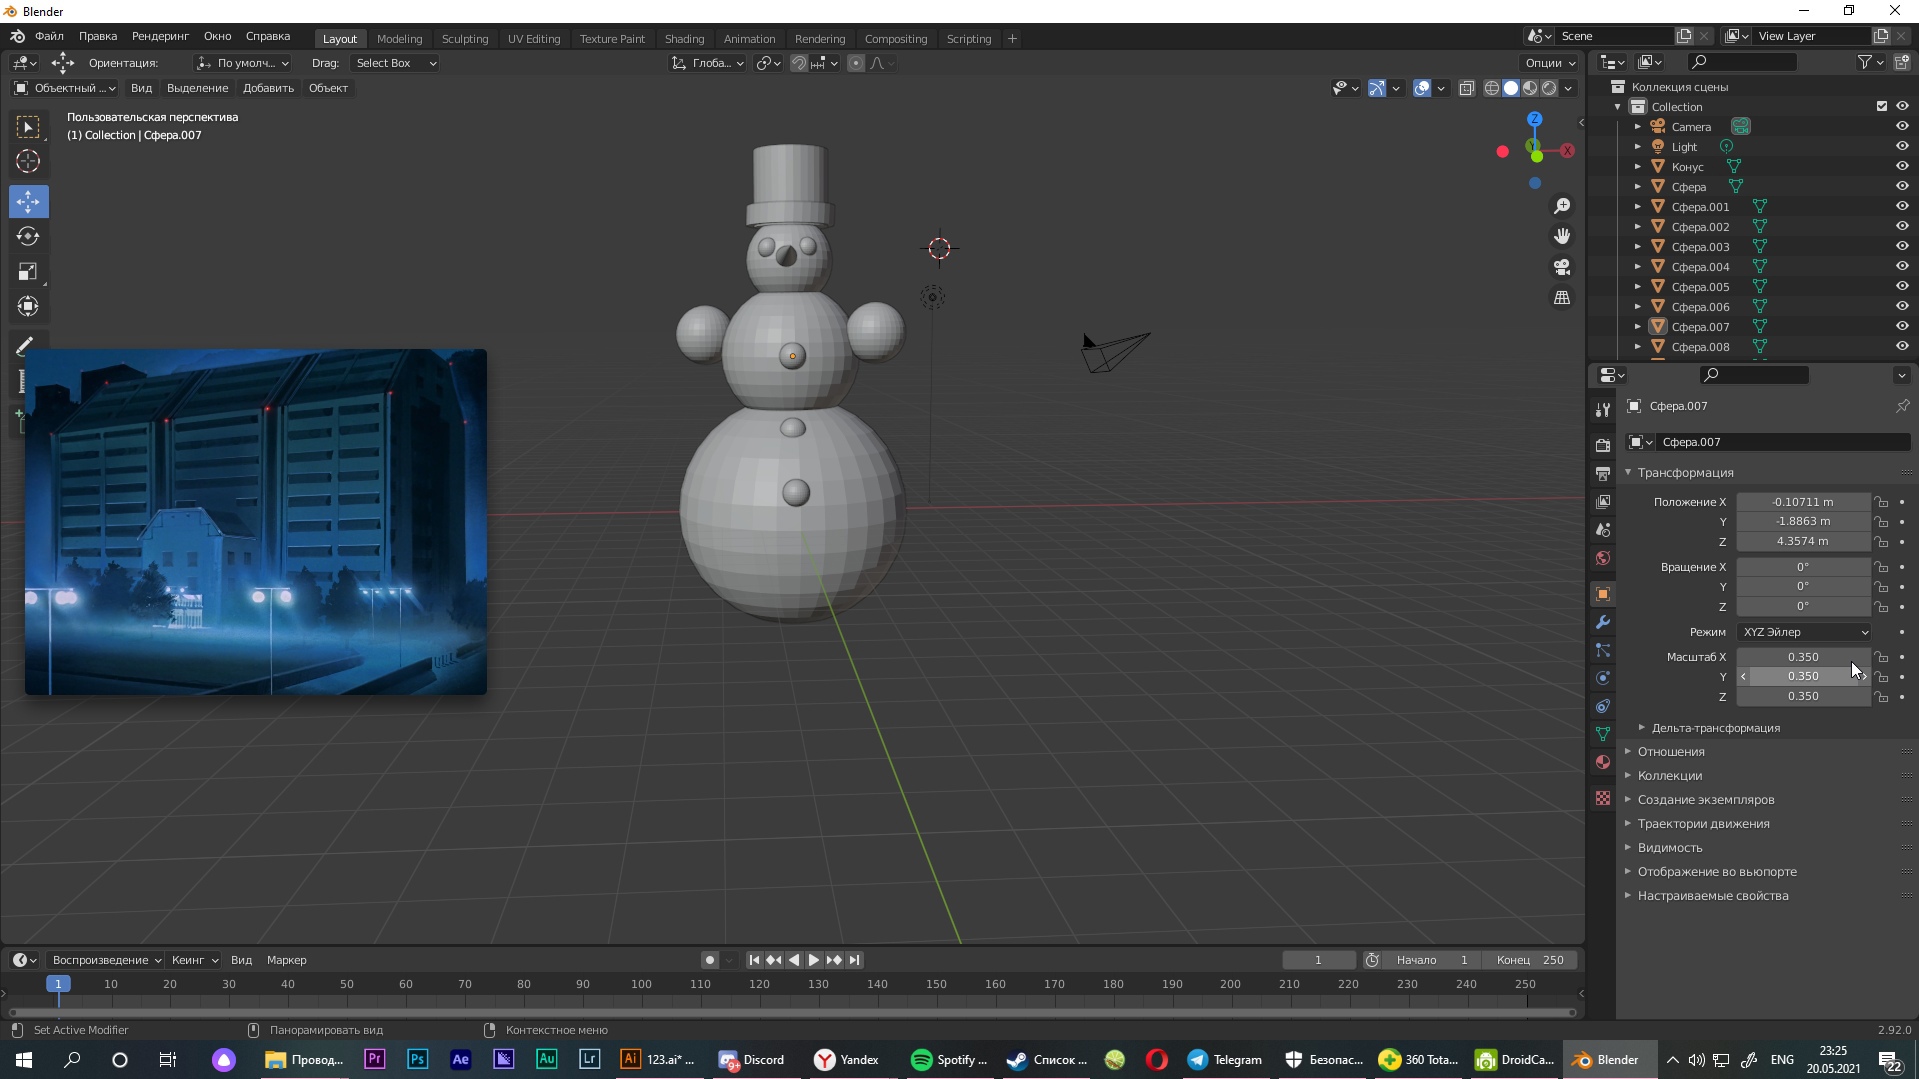 Blender
Файл Правка Рендеринг Окно Справка Layout Modeling Sculpting UV Editing Texture Paint Shading Animation Rendering Compositing Scripting Scene View Layer
Ориентация: По умолч... Drag: Select Box Глоба... Опции
Объектный ... Вид Выделение Добавить Объект
Пользовательская перспектива
(1) Collection | Сфера.007
Z
Y
X
Коллекция сцены
Collection
Camera
Light
Конус
Сфера
Сфера.001
Сфера.002
Сфера.003
Сфера.004
Сфера.005
Сфера.006
Сфера.007
Сфера.008
Сфера.007
Сфера.007
Трансформация
Положение X -0.10711 m
Y -1.8863 m
Z 4.3574 m
Вращение X 0°
Y 0°
Z 0°
Режим XYZ Эйлер
Масштаб X 0.350
Y 0.350
Z 0.350
Дельта-трансформация
Отношения
Коллекции
Создание экземпляров
Траектории движения
Видимость
Отображение во вьюпорте
Настраиваемые свойства
Воспроизведение Кеинг Вид Маркер 1 Начало 1 Конец 250
1 10 20 30 40 50 60 70 80 90 100 110 120 130 140 150 160 170 180 190 200 210 220 230 240 250
Set Active Modifier Панорамировать вид Контекстное меню 2.92.0
Провод... Pr Ps Ae Au Lr Ai 123.ai* ... 9+ Discord Yandex Spotify ... Список ... Telegram Безопас... 360 Tota... DroidCa... Blender ENG 23:25
20.05.2021 22